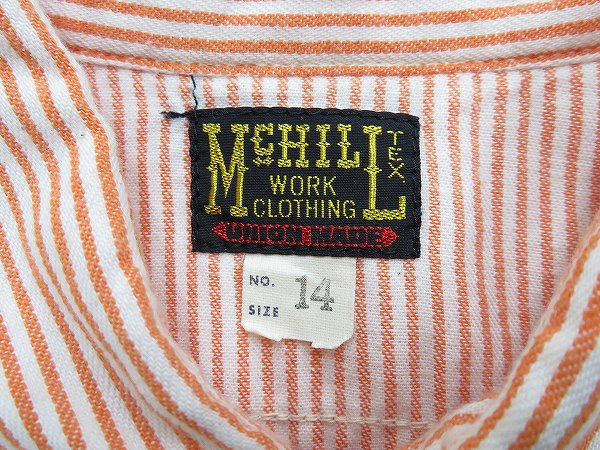 McHILL TEX.
WORK
CLOTHING
UNION MADE
NO. 14
SIZE